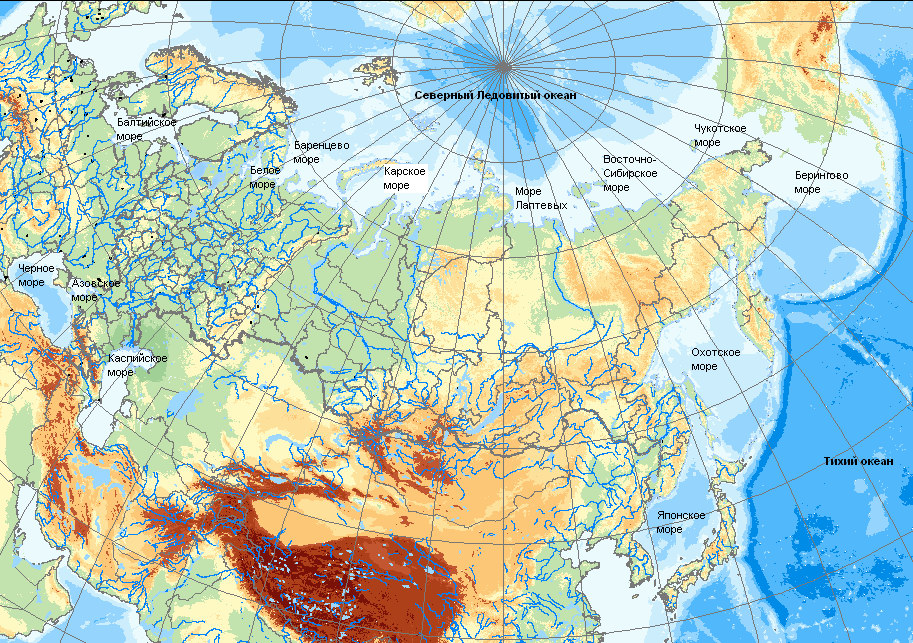 Северный Ледовитый океан
Балтийское
море
Чукотское
море
Баренцево
море
Восточно-
Сибирское
море
Белое
море
Карское
море
Берингово
море
Море
Лаптевых
Черное
море
Азовское
море
Каспийское
море
Охотское
море
Тихий океан
Японское
море